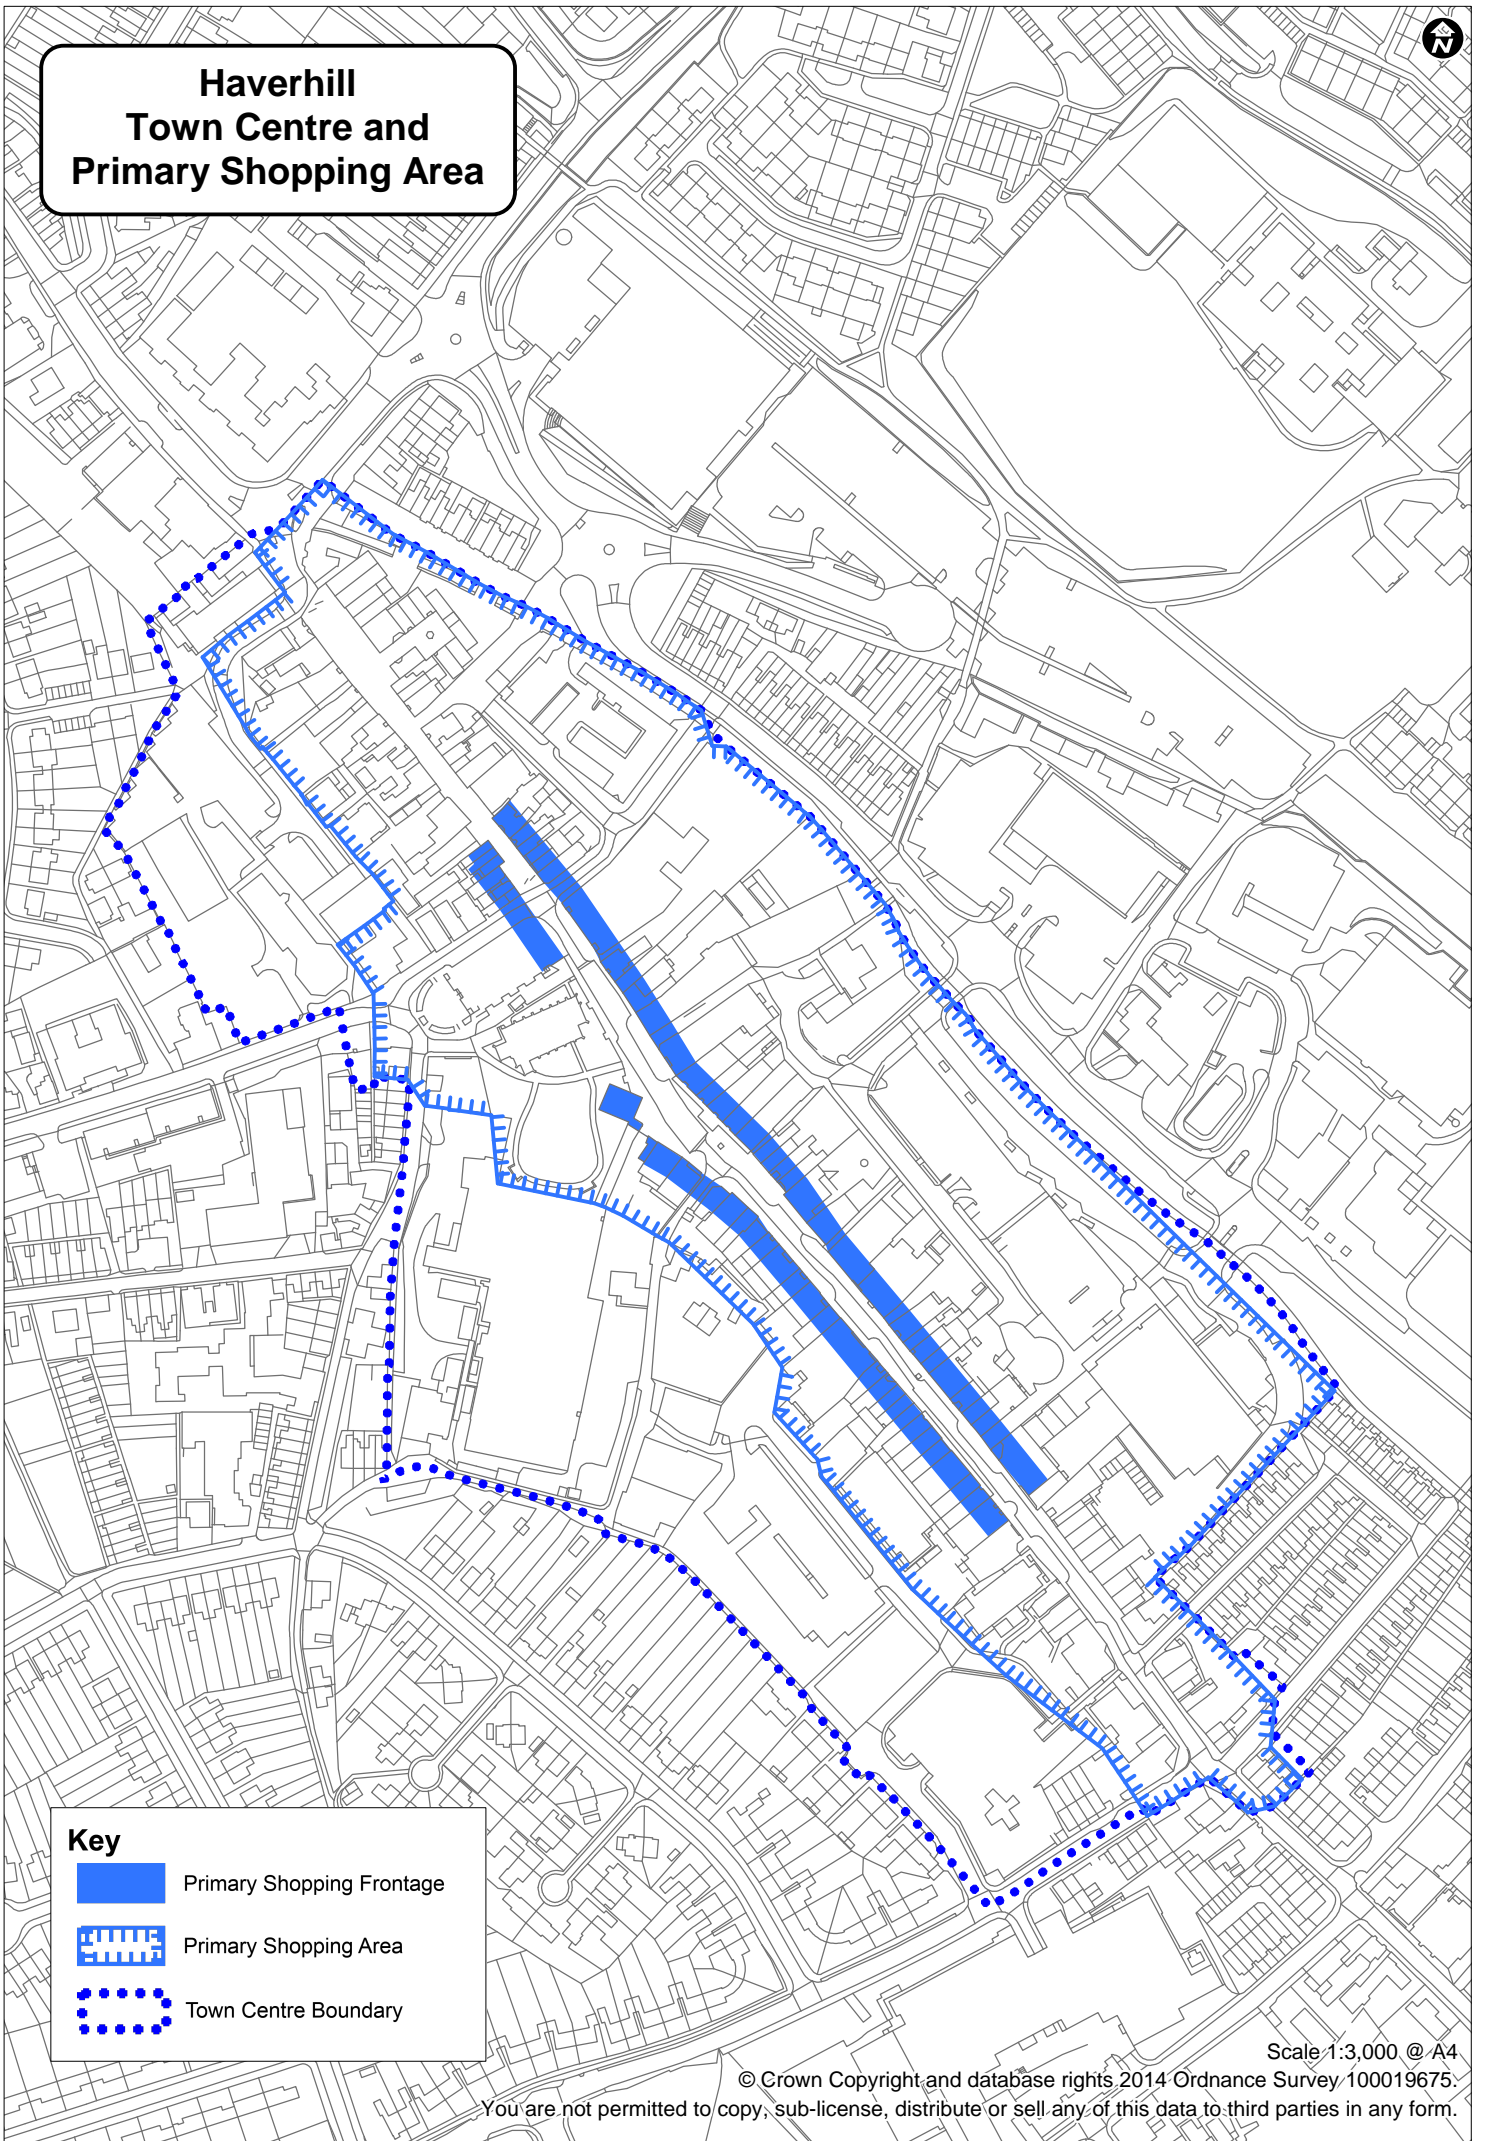 Haverhill
Town Centre and
Primary Shopping Area
N
Key
Primary Shopping Frontage
Primary Shopping Area
Town Centre Boundary
Scale 1:3,000 @ A4
© Crown Copyright and database rights 2014 Ordnance Survey 100019675.
You are not permitted to copy, sub-license, distribute or sell any of this data to third parties in any form.